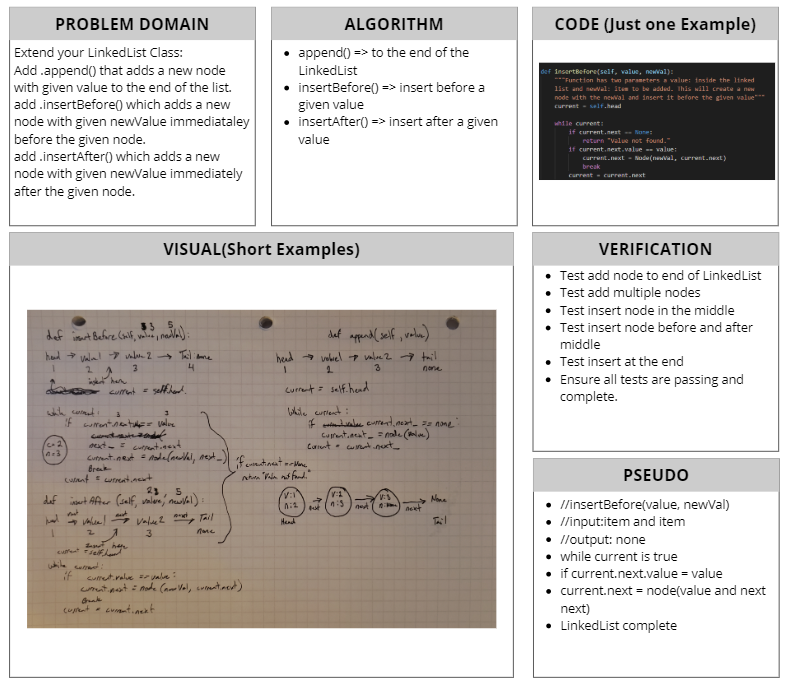 PROBLEM DOMAIN
Extend your LinkedList Class:
Add .append() that adds a new node
with given value to the end of the list.
add .insertBefore() which adds a new
node with given newValue immediataley
before the given node.
add .insertAfter() which adds a new
node with given newValue immediately
after the given node.
ALGORITHM
append() => to the end of the
LinkedList
insertBefore() => insert before a
given value
insertAfter() => insert after a given
value
CODE (Just one Example)
def insertBefore(self, value, newVal):
"""Function has two parameters a value: inside the linked
list and newVal: item to be added. This will create a new
node with the newVal and insert it before the given value"""
current = self.head
while current:
if current.next == None:
return "Value not found."
if current.next.value == value:
current.next = Node(newVal, current.next)
break
current = current.next
VISUAL(Short Examples)
3 5
def insertBefore(self, value, newVal):
head → value1 → value2 → Tail none
1 2 3 4
insert here
current = self.head
while current:
if current.next == value
next_ = current.next
current.next = node(newVal, next_)
Break
current = current.next
if current.next == None
return "Value not found."
def insertAfter (self, value, newVal):
head → value1 → value2 → Tail
1 2 3 none
insert here
current = self.head
while current:
if current.value == value:
current.next = node (newVal, current.next)
Break
current = current.next
def append(self, value)
head → value1 → value2 → tail
1 2 3 none
current = self.head
While current:
if current.next_ == none:
current.next_ = node(value)
current = current.next_
V:1 V:2 V:3
n:2 n:3
next next next None
Head Tail
VERIFICATION
Test add node to end of LinkedList
Test add multiple nodes
Test insert node in the middle
Test insert node before and after
middle
Test insert at the end
Ensure all tests are passing and
complete.
PSEUDO
//insertBefore(value, newVal)
//input:item and item
//output: none
while current is true
if current.next.value = value
current.next = node(value and next
next)
LinkedList complete